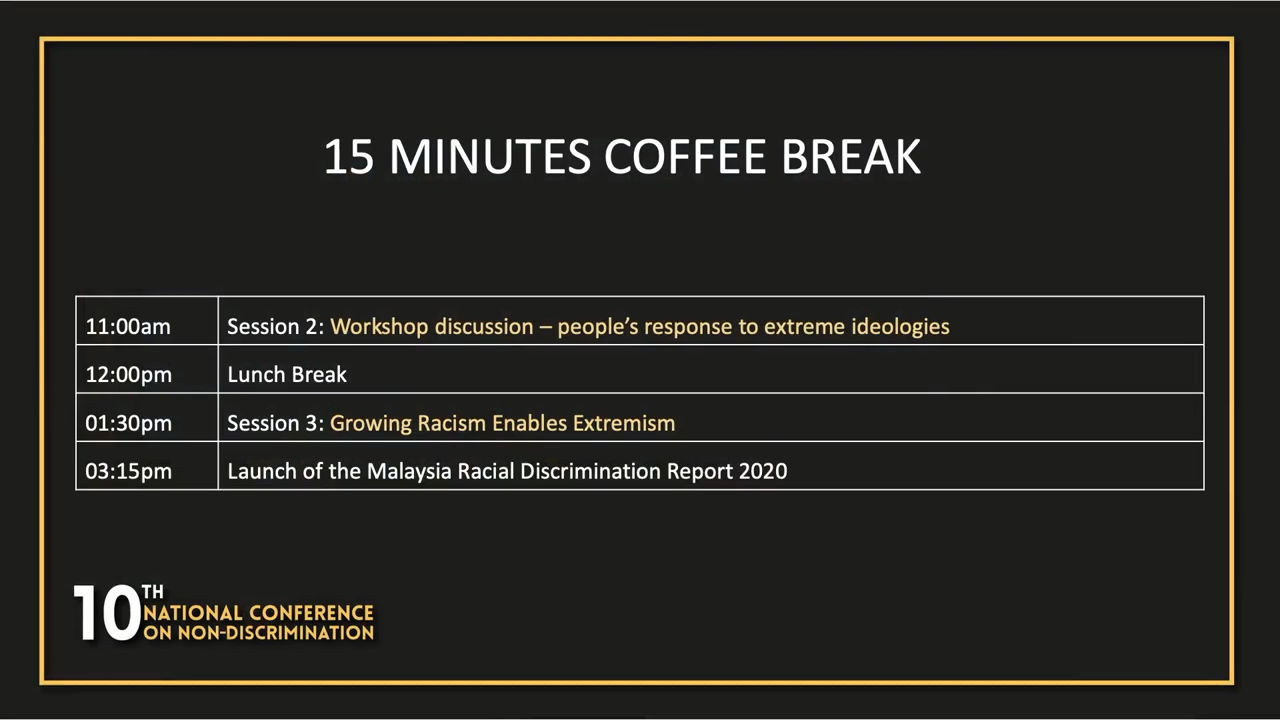 15 MINUTES COFFEE BREAK
11:00am Session 2: Workshop discussion – people’s response to extreme ideologies
12:00pm Lunch Break
01:30pm Session 3: Growing Racism Enables Extremism
03:15pm Launch of the Malaysia Racial Discrimination Report 2020
10TH
NATIONAL CONFERENCE
ON NON-DISCRIMINATION